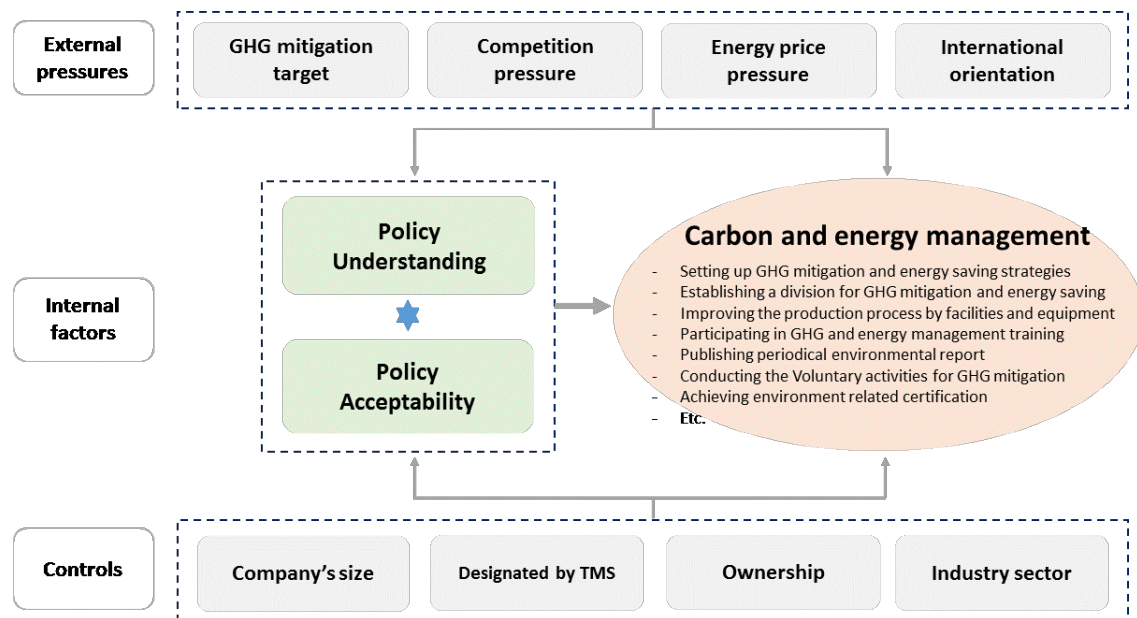 External
pressures
GHG mitigation
target
Competition
pressure
Energy price
pressure
International
orientation
Internal
factors
Policy
Understanding
Policy
Acceptability
Carbon and energy management
- Setting up GHG mitigation and energy saving strategies
- Establishing a division for GHG mitigation and energy saving
- Improving the production process by facilities and equipment
- Participating in GHG and energy management training
- Publishing periodical environmental report
- Conducting the Voluntary activities for GHG mitigation
- Achieving environment related certification
- Etc.
Controls
Company's size
Designated by TMS
Ownership
Industry sector